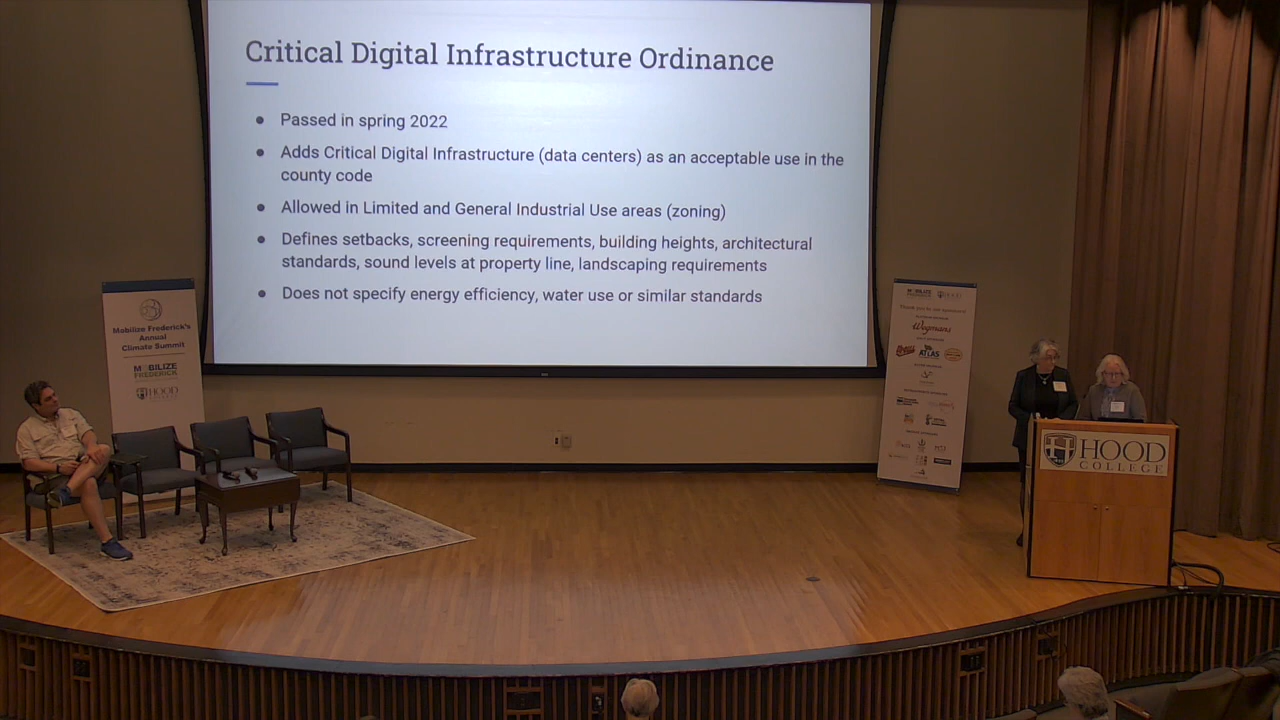 Critical Digital Infrastructure Ordinance
Passed in spring 2022
Adds Critical Digital Infrastructure (data centers) as an acceptable use in the
county code
Allowed in Limited and General Industrial Use areas (zoning)
Defines setbacks, screening requirements, building heights, architectural
standards, sound levels at property line, landscaping requirements
Does not specify energy efficiency, water use or similar standards
Mobilize Frederick's
Annual
Climate Summit
MOBILIZE
FREDERICK
HOOD
MOBILIZE
FREDERICK
HOOD
Wegmans
ATLAS
HOOD
COLLEGE